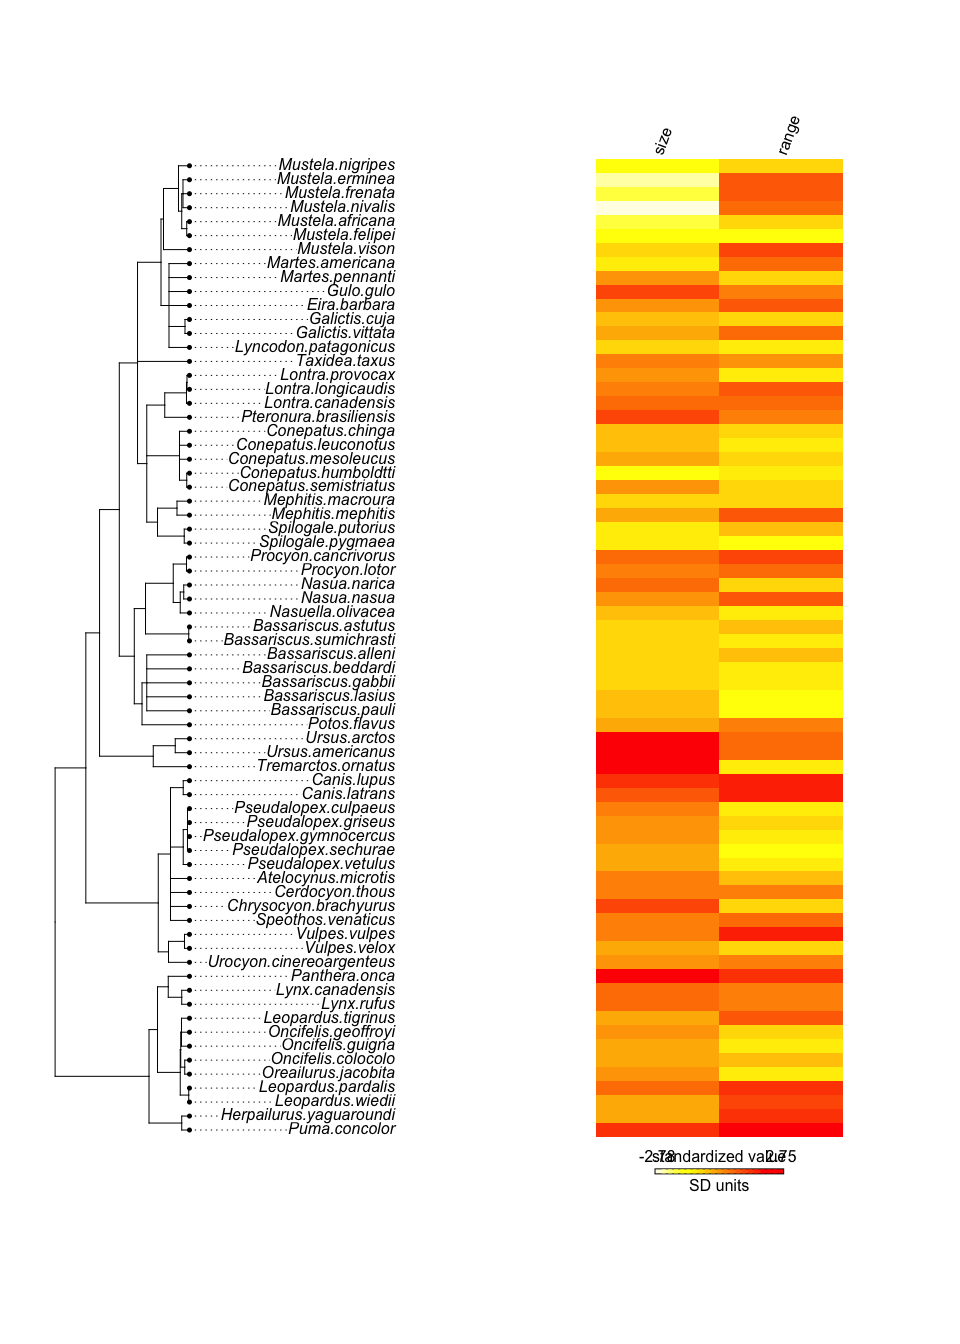 size
range
Mustela.nigripes
Mustela.erminea
Mustela.frenata
Mustela.nivalis
Mustela.africana
Mustela.felipei
Mustela.vison
Martes.americana
Martes.pennanti
Gulo.gulo
Eira.barbara
Galictis.cuja
Galictis.vittata
Lyncodon.patagonicus
Taxidea.taxus
Lontra.provocax
Lontra.longicaudis
Lontra.canadensis
Pteronura.brasiliensis
Conepatus.chinga
Conepatus.leuconotus
Conepatus.mesoleucus
Conepatus.humboldtti
Conepatus.semistriatus
Mephitis.macroura
Mephitis.mephitis
Spilogale.putorius
Spilogale.pygmaea
Procyon.cancrivorus
Procyon.lotor
Nasua.narica
Nasua.nasua
Nasuella.olivacea
Bassariscus.astutus
Bassariscus.sumichrasti
Bassariscus.alleni
Bassariscus.beddardi
Bassariscus.gabbii
Bassariscus.lasius
Bassariscus.pauli
Potos.flavus
Ursus.arctos
Ursus.americanus
Tremarctos.ornatus
Canis.lupus
Canis.latrans
Pseudalopex.culpaeus
Pseudalopex.griseus
Pseudalopex.gymnocercus
Pseudalopex.sechurae
Pseudalopex.vetulus
Atelocynus.microtis
Cerdocyon.thous
Chrysocyon.brachyurus
Speothos.venaticus
Vulpes.vulpes
Vulpes.velox
Urocyon.cinereoargenteus
Panthera.onca
Lynx.canadensis
Lynx.rufus
Leopardus.tigrinus
Oncifelis.geoffroyi
Oncifelis.guigna
Oncifelis.colocolo
Oreailurus.jacobita
Leopardus.pardalis
Leopardus.wiedii
Herpailurus.yaguaroundi
Puma.concolor
-2.78 standardized value 2.75
SD units